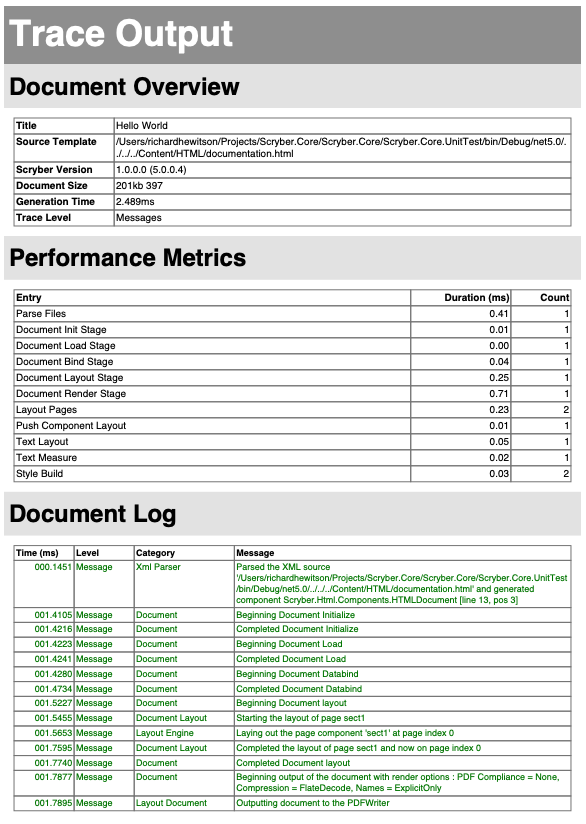 Trace Output
Document Overview
Title Hello World
Source Template /Users/richardhewitson/Projects/Scryber.Core/Scryber.Core/Scryber.Core.UnitTest/bin/Debug/net5.0/.
./../../Content/HTML/documentation.html
Scryber Version 1.0.0.0 (5.0.0.4)
Document Size 201kb 397
Generation Time 2.489ms
Trace Level Messages
Performance Metrics
Entry Duration (ms) Count
Parse Files 0.41 1
Document Init Stage 0.01 1
Document Load Stage 0.00 1
Document Bind Stage 0.04 1
Document Layout Stage 0.25 1
Document Render Stage 0.71 1
Layout Pages 0.23 2
Push Component Layout 0.01 1
Text Layout 0.05 1
Text Measure 0.02 1
Style Build 0.03 2
Document Log
Time (ms) Level Category Message
000.1451 Message Xml Parser Parsed the XML source
'/Users/richardhewitson/Projects/Scryber.Core/Scryber.Core/Scryber.Core.UnitTest
/bin/Debug/net5.0/../../../Content/HTML/documentation.html' and generated
component Scryber.Html.Components.HTMLDocument [line 13, pos 3]
001.4105 Message Document Beginning Document Initialize
001.4216 Message Document Completed Document Initialize
001.4223 Message Document Beginning Document Load
001.4241 Message Document Completed Document Load
001.4280 Message Document Beginning Document Databind
001.4734 Message Document Completed Document Databind
001.5227 Message Document Beginning Document layout
001.5455 Message Document Layout Starting the layout of page sect1
001.5653 Message Layout Engine Laying out the page component 'sect1' at page index 0
001.7595 Message Document Layout Completed the layout of page sect1 and now on page index 0
001.7740 Message Document Completed Document layout
001.7877 Message Document Beginning output of the document with render options : PDF Compliance = None,
Compression = FlateDecode, Names = ExplicitOnly
001.7895 Message Layout Document Outputting document to the PDFWriter